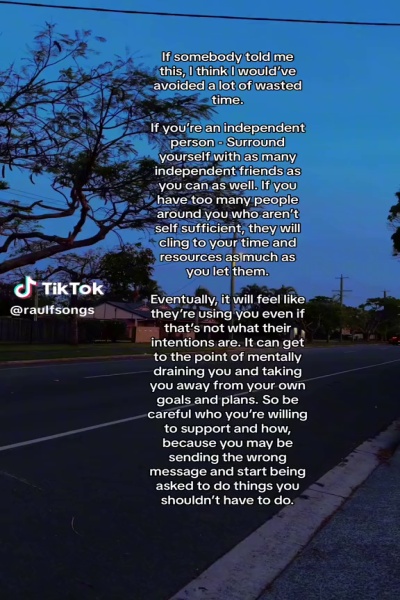 If somebody told me
this, I think I would've
avoided a lot of wasted
time.
If you're an independent
person - Surround
yourself with as many
independent friends as
you can as well. If you
have too many people
around you who aren't
self sufficient, they will
cling to your time and
resources as much as
you let them.
TikTok
@raulfsongs
Eventually, it will feel like
they're using you even if
that's not what their
intentions are. It can get
to the point of mentally
draining you and taking
you away from your own
goals and plans. So be
careful who you're willing
to support and how,
because you may be
sending the wrong
message and start being
asked to do things you
shouldn't have to do.